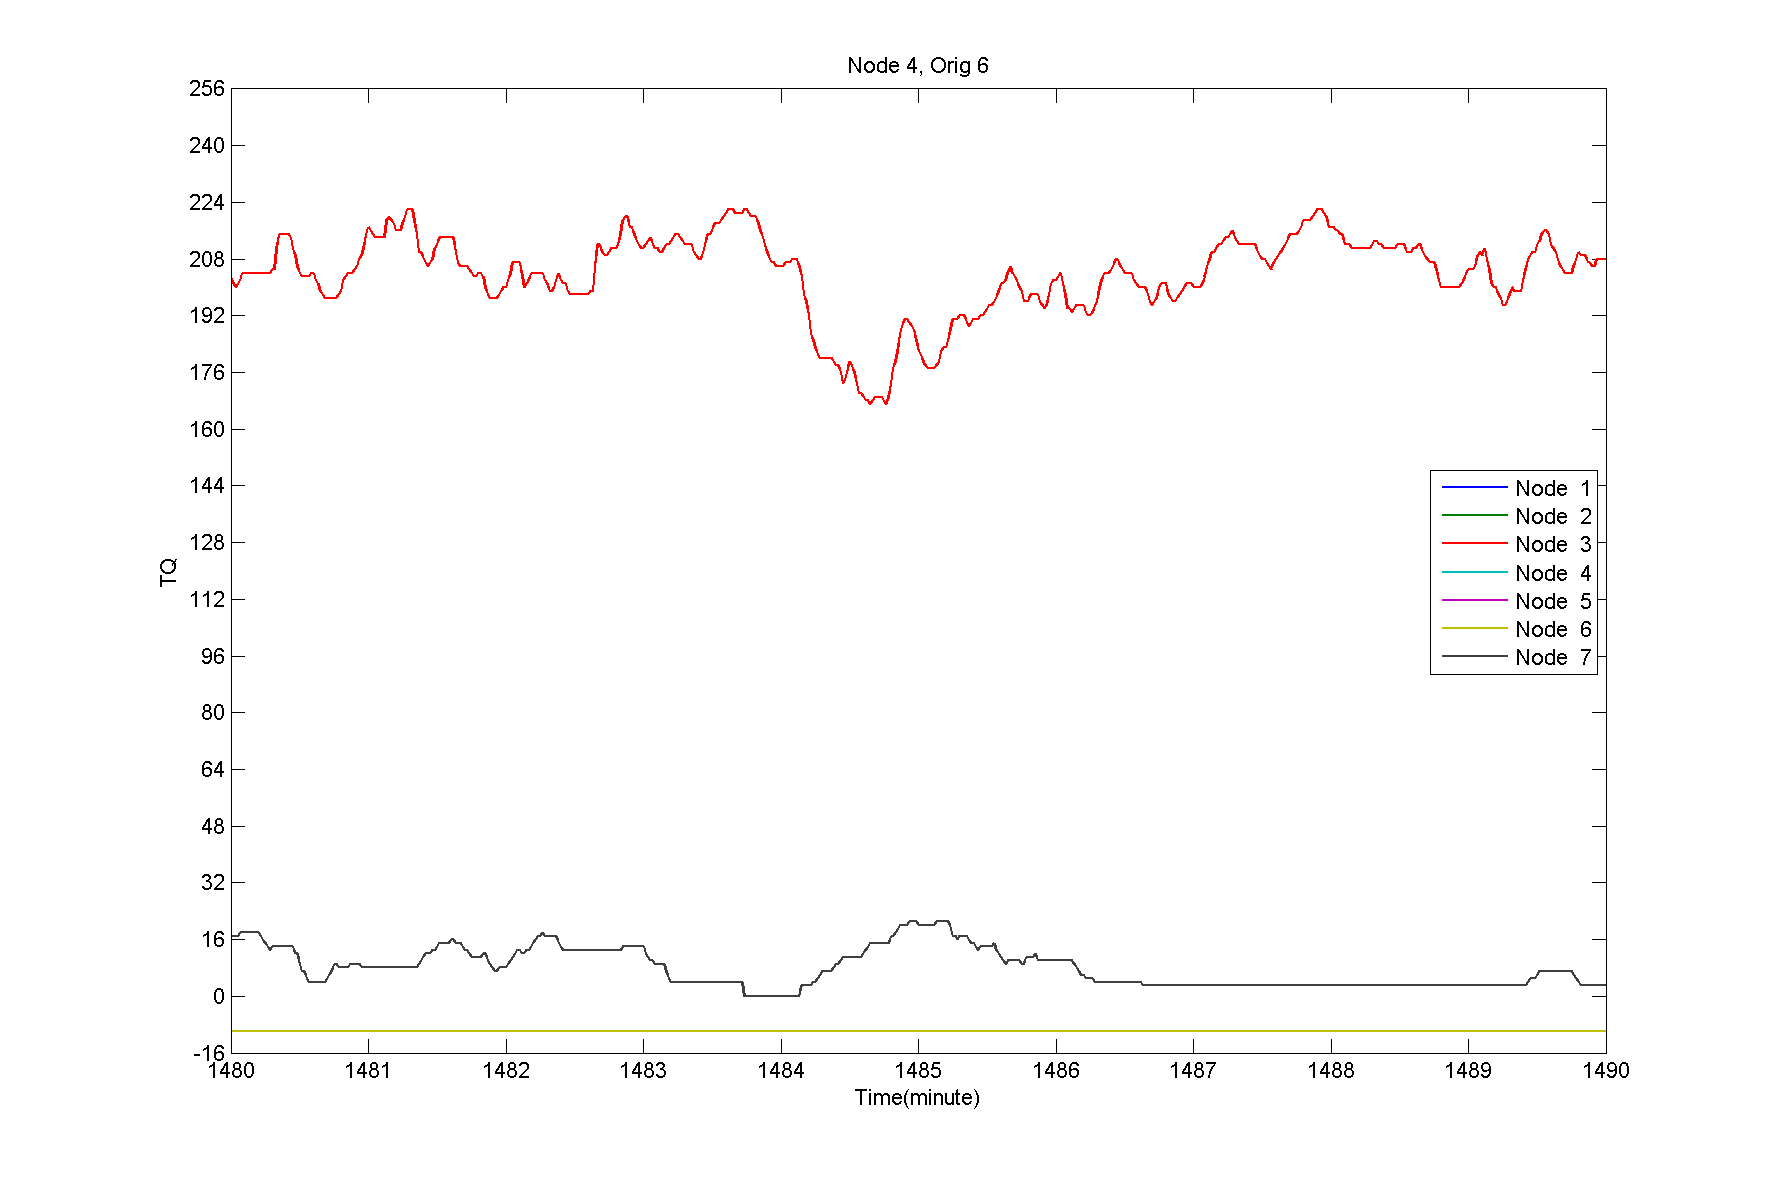 Node 4, Orig 6
256
240
224
208
192
176
160
144
128
112
96
80
64
48
32
16
0
-16
TQ
Node 1
Node 2
Node 3
Node 4
Node 5
Node 6
Node 7
1480 1481 1482 1483 1484 1485 1486 1487 1488 1489 1490
Time(minute)